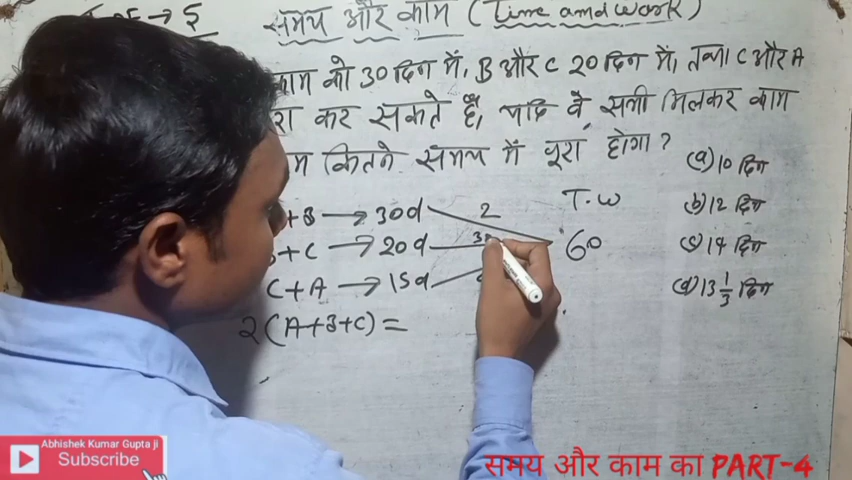 → 5 समय और काम (Time and work)
काम को 30 दिन में, B और C 20 दिन में, तथा C और A
रा कर सकते हैं, यदि वे सभी मिलकर काम
म कितने समय में पूरा होगा?
(a) 10 दिन
(b) 12 दिन
(c) 14 दिन
(d) 13 1/3 दिन
+B → 30d 2 T.W
+C → 20d 3 60
C+A → 15d
2(A+B+C) =
Abhishek Kumar Gupta ji
Subscribe
समय और काम का PART-4